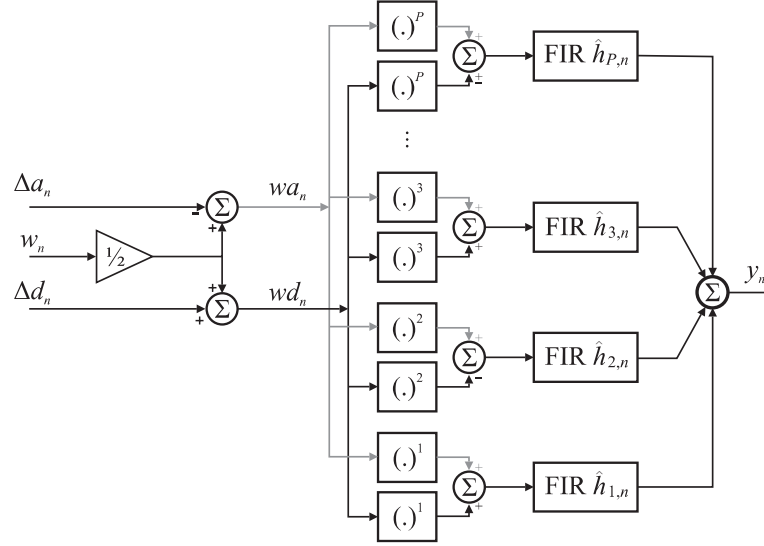 (.)^P
+
Σ
±
(.)^P
FIR ĥ_{P,n}
⋮
Δa_n
-
Σ
wa_n
w_n
½
+
+
Δd_n
+
Σ
wd_n
(.)^3
+
Σ
+
(.)^3
FIR ĥ_{3,n}
(.)^2
+
Σ
-
(.)^2
FIR ĥ_{2,n}
(.)^1
+
Σ
+
(.)^1
FIR ĥ_{1,n}
Σ
y_n